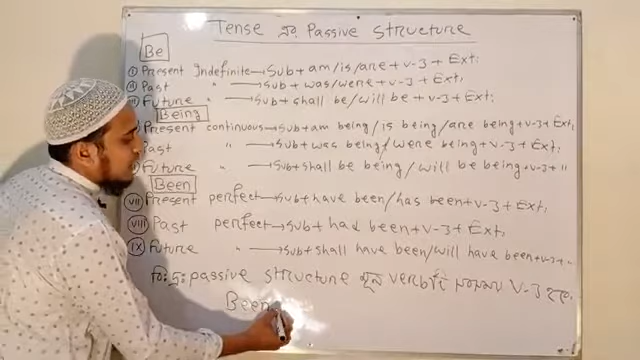 Tense এর Passive Structure
Be
i Present Indefinite→Sub+am/is/are+v-3+Ext:
ii Past " →Sub+was/were+v-3+Ext,
iii Future " →Sub+shall be/will be+v-3+Ext:
Being
Present continuous→Sub+am being/is being/are being+v-3+Ext,
Past " →Sub+was being/were being+v-3+Ext:
Future " →Sub+shall be being/will be being+v-3+"
Been
vii Present perfect→Sub+have been/has been+v-3+Ext,
viii Past perfect→Sub+had been+v-3+Ext,
IX Future " →Sub+shall have been/will have been+v-3+"
বি:দ্র: passive structure মূল verbটি সবসময় V-3 হবে.
Been